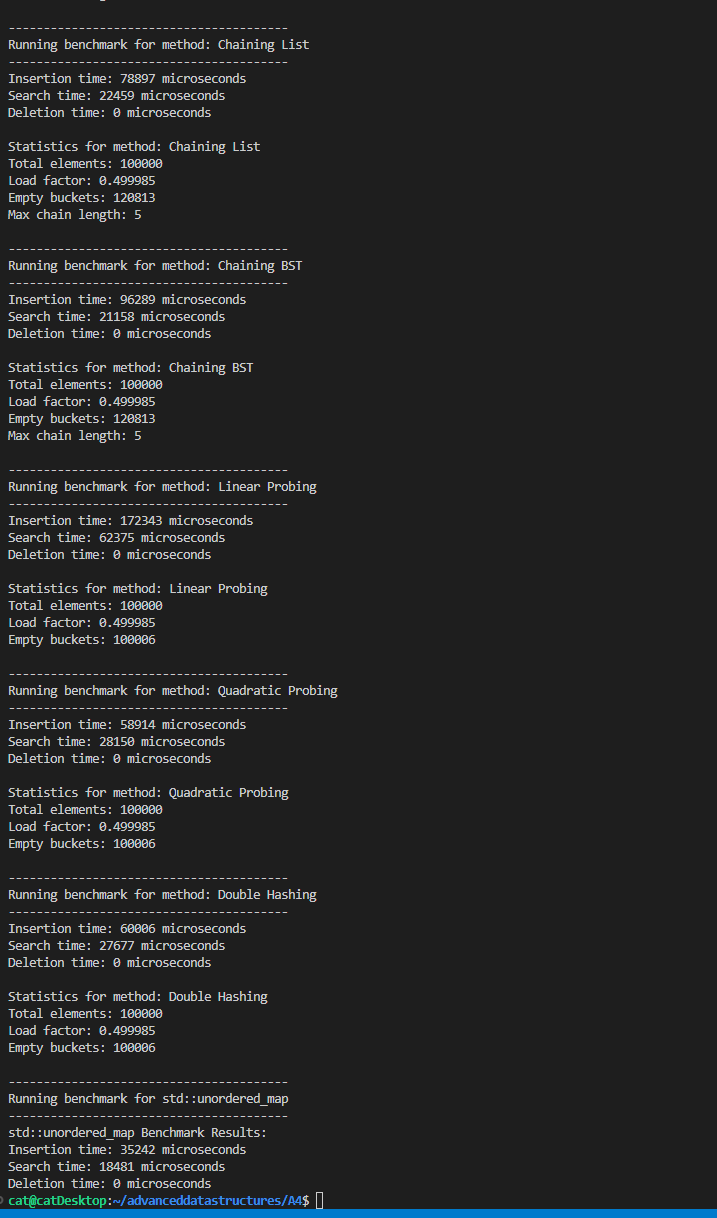 ----------------------------------------
Running benchmark for method: Chaining List
----------------------------------------
Insertion time: 78897 microseconds
Search time: 22459 microseconds
Deletion time: 0 microseconds
Statistics for method: Chaining List
Total elements: 100000
Load factor: 0.499985
Empty buckets: 120813
Max chain length: 5
----------------------------------------
Running benchmark for method: Chaining BST
----------------------------------------
Insertion time: 96289 microseconds
Search time: 21158 microseconds
Deletion time: 0 microseconds
Statistics for method: Chaining BST
Total elements: 100000
Load factor: 0.499985
Empty buckets: 120813
Max chain length: 5
----------------------------------------
Running benchmark for method: Linear Probing
----------------------------------------
Insertion time: 172343 microseconds
Search time: 62375 microseconds
Deletion time: 0 microseconds
Statistics for method: Linear Probing
Total elements: 100000
Load factor: 0.499985
Empty buckets: 100006
----------------------------------------
Running benchmark for method: Quadratic Probing
----------------------------------------
Insertion time: 58914 microseconds
Search time: 28150 microseconds
Deletion time: 0 microseconds
Statistics for method: Quadratic Probing
Total elements: 100000
Load factor: 0.499985
Empty buckets: 100006
----------------------------------------
Running benchmark for method: Double Hashing
----------------------------------------
Insertion time: 60006 microseconds
Search time: 27677 microseconds
Deletion time: 0 microseconds
Statistics for method: Double Hashing
Total elements: 100000
Load factor: 0.499985
Empty buckets: 100006
----------------------------------------
Running benchmark for std::unordered_map
----------------------------------------
std::unordered_map Benchmark Results:
Insertion time: 35242 microseconds
Search time: 18481 microseconds
Deletion time: 0 microseconds
cat@catDesktop:~/advanceddatastructures/A4$